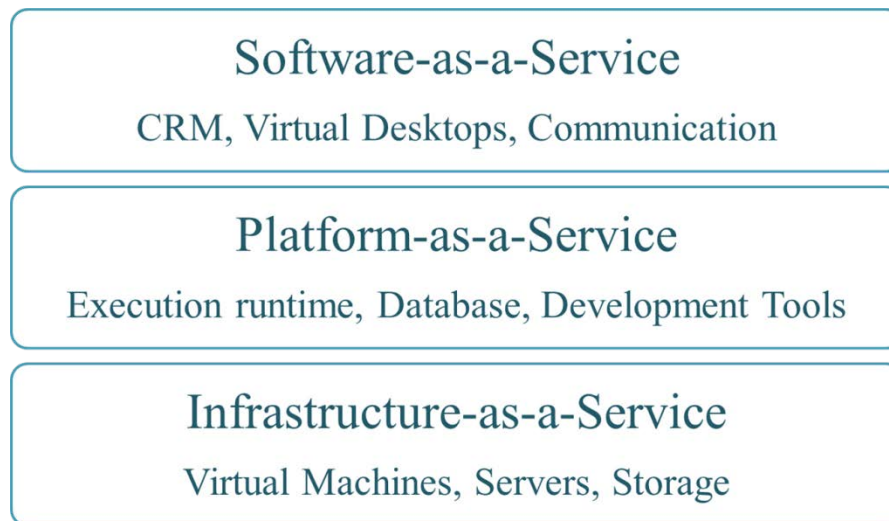 Software-as-a-Service
CRM, Virtual Desktops, Communication
Platform-as-a-Service
Execution runtime, Database, Development Tools
Infrastructure-as-a-Service
Virtual Machines, Servers, Storage